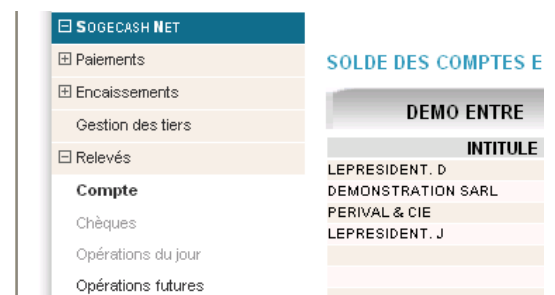 SOGECASH NET
Paiements
Encaissements
Gestion des tiers
Relevés
Compte
Chèques
Opérations du jour
Opérations futures
SOLDE DES COMPTES E
DEMO ENTRE
INTITULE
LEPRESIDENT. D
DEMONSTRATION SARL
PERIVAL & CIE
LEPRESIDENT. J